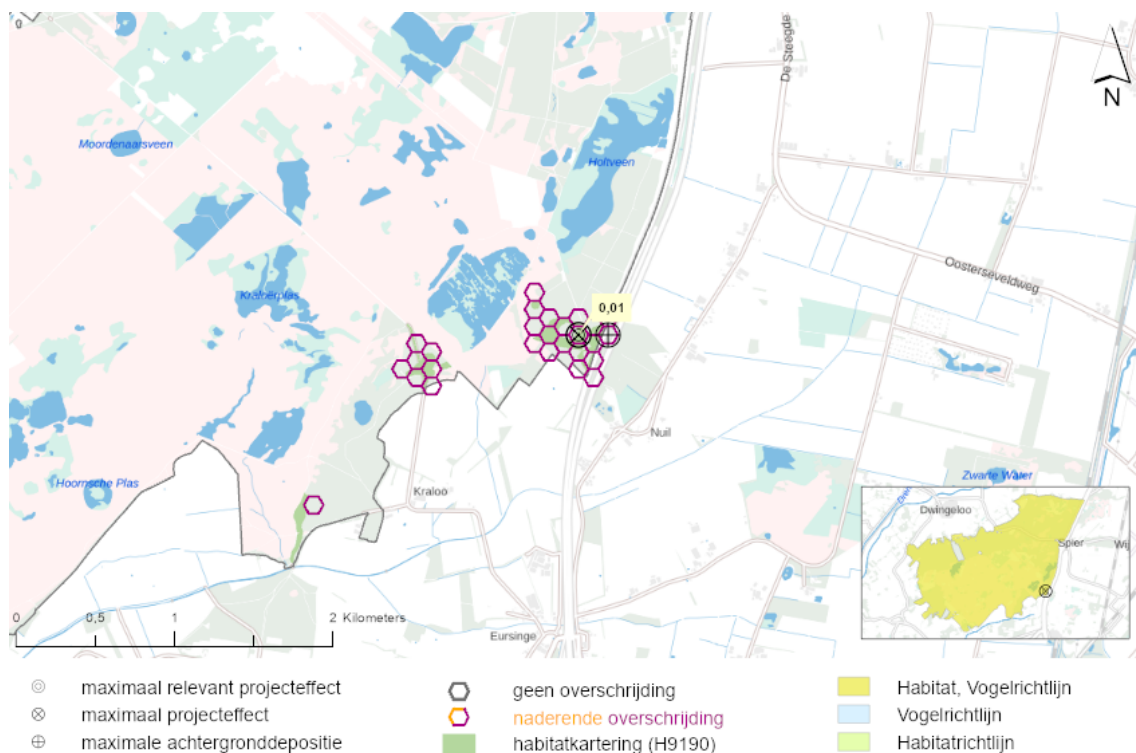 De Steegde
N
Moordenaarsveen
Holtveen
Oosterseveldweg
Kraloërplas
0,01
Nuil
Hoornsche Plas
Zwarte Water
Kraloo
Dwingeloo
Spier
Wij
0 0,5 1 2 Kilometers
Eursinge
maximaal relevant projecteffect
maximaal projecteffect
maximale achtergronddepositie
geen overschrijding
naderende overschrijding
habitatkartering (H9190)
Habitat, Vogelrichtlijn
Vogelrichtlijn
Habitatrichtlijn